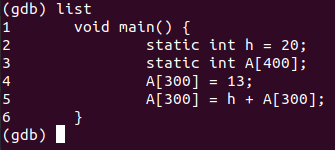 (gdb) list
1       void main() {
2               static int h = 20;
3               static int A[400];
4               A[300] = 13;
5               A[300] = h + A[300];
6       }
(gdb)